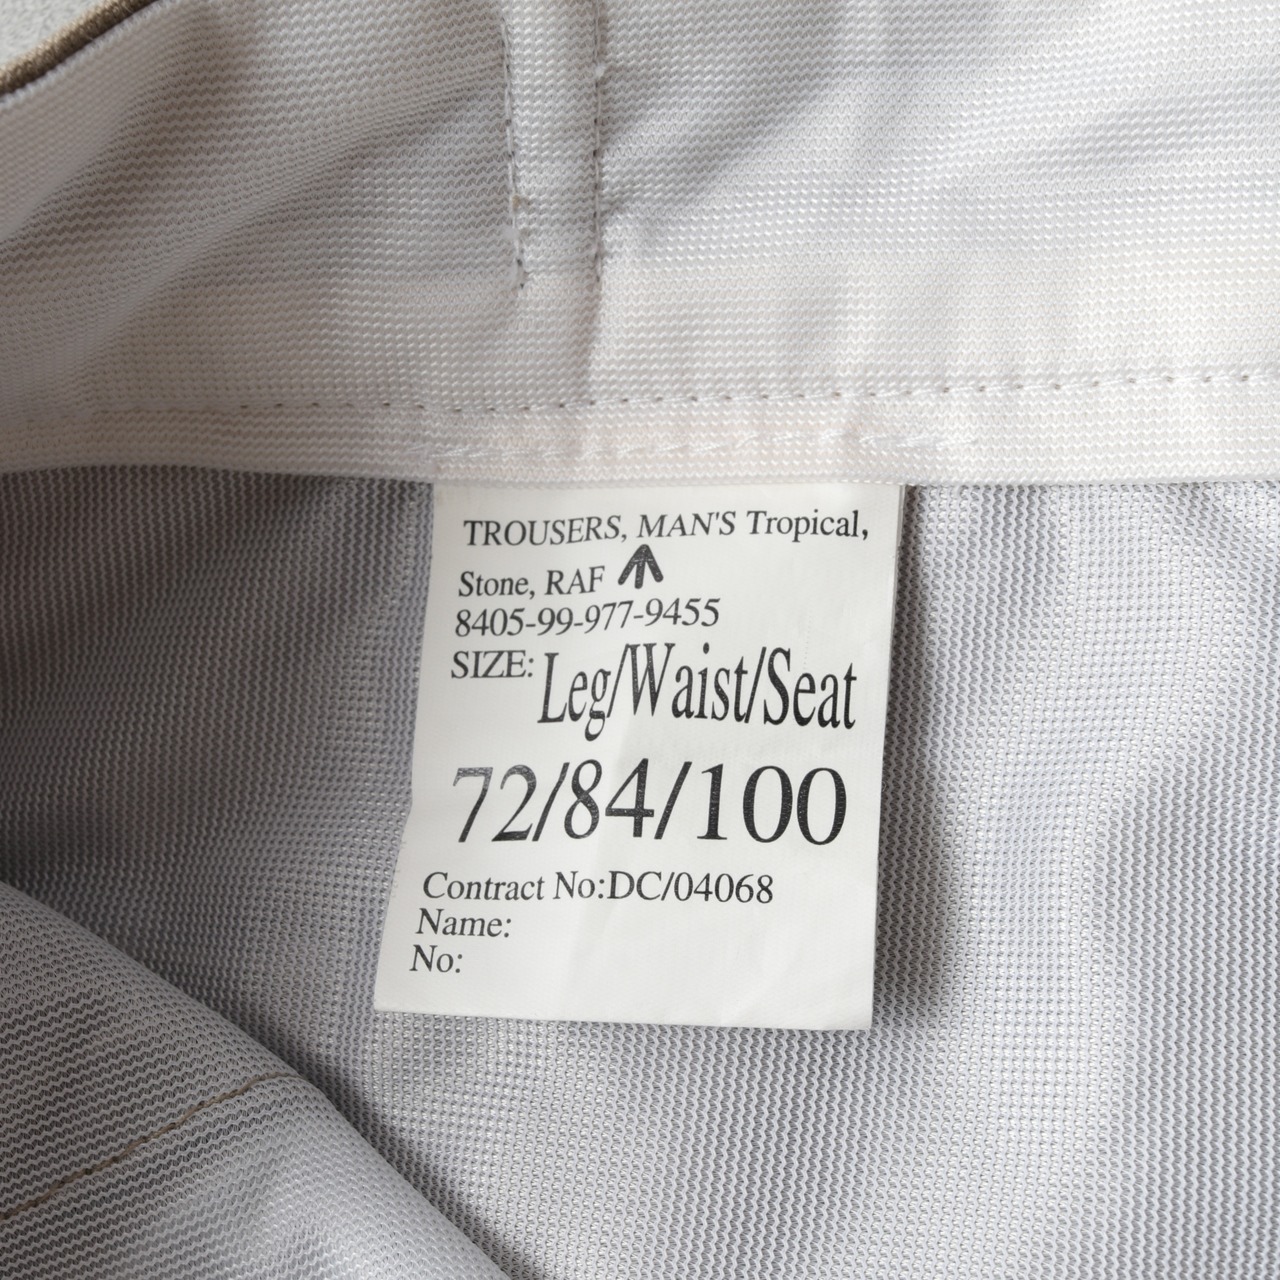 TROUSERS, MAN'S Tropical,
Stone, RAF
8405-99-977-9455
SIZE: Leg/Waist/Seat
72/84/100
Contract No:DC/04068
Name:
No: